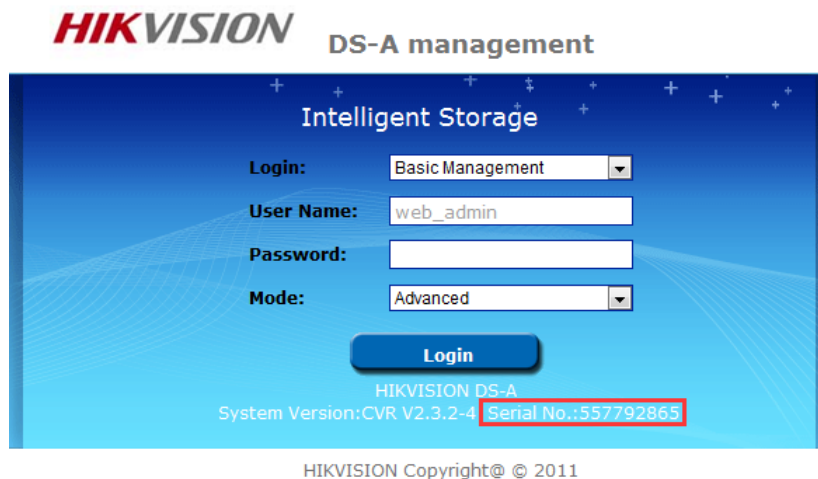 HIKVISION DS-A management
Intelligent Storage
Login: Basic Management
User Name: web_admin
Password:
Mode: Advanced
Login
HIKVISION DS-A
System Version:CVR V2.3.2-4 Serial No.:557792865
HIKVISION Copyright@ © 2011